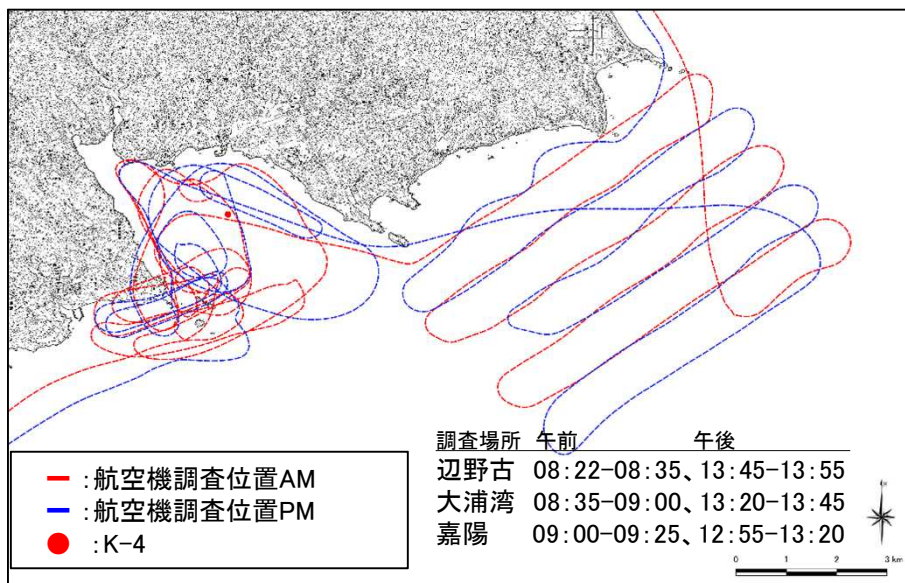 ━:航空機調査位置AM
━:航空機調査位置PM
●:K-4
調査場所 午前 午後
辺野古 08:22-08:35、13:45-13:55
大浦湾 08:35-09:00、13:20-13:45
嘉陽 09:00-09:25、12:55-13:20
0 1 2 3 km